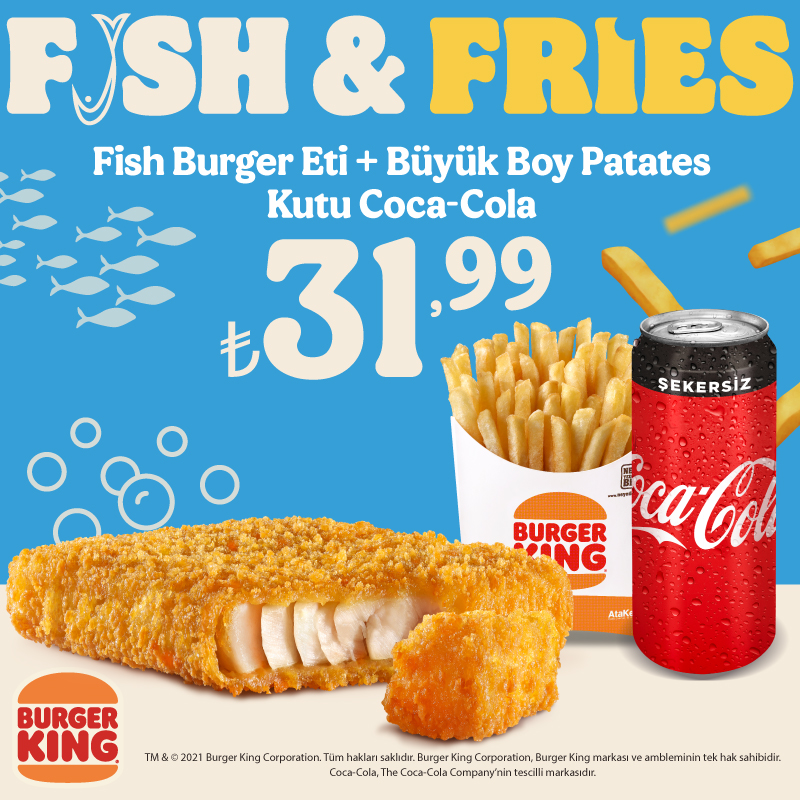 FISH & FRIES
Fish Burger Eti + Büyük Boy Patates
Kutu Coca-Cola
₺31,99
ŞEKERSİZ
Coca-Cola
BURGER
KING
BURGER
KING
TM & © 2021 Burger King Corporation. Tüm hakları saklıdır. Burger King Corporation, Burger King markası ve ambleminin tek hak sahibidir.
Coca-Cola, The Coca-Cola Company'nin tescilli markasıdır.